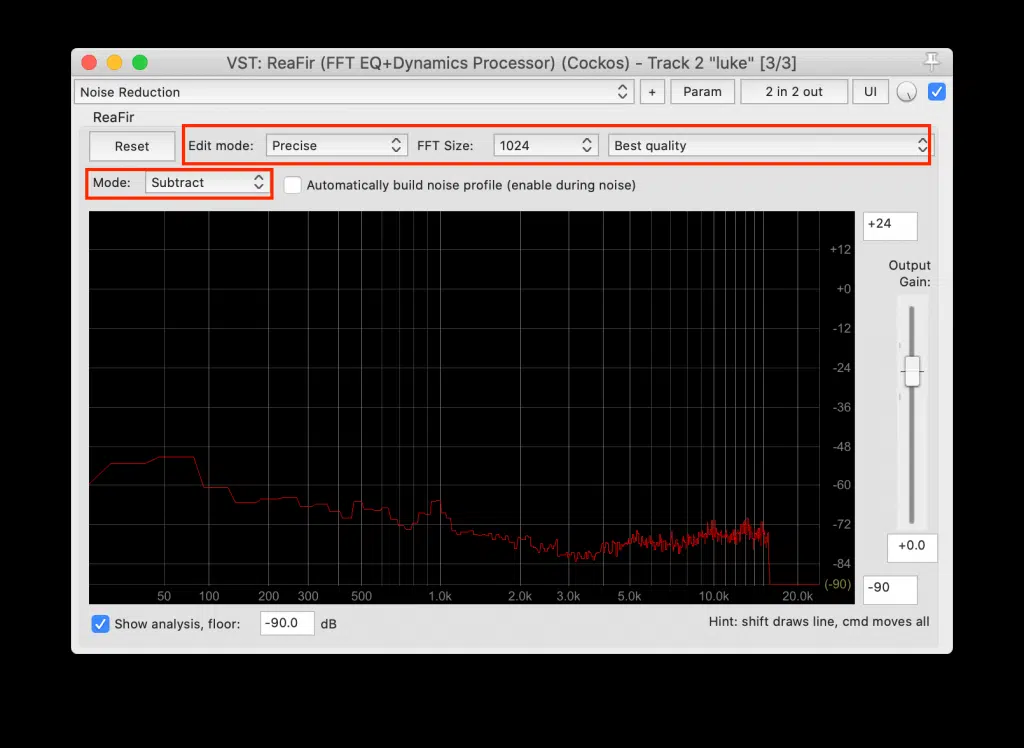 VST: ReaFir (FFT EQ+Dynamics Processor) (Cockos) - Track 2 "luke" [3/3]
Noise Reduction + Param 2 in 2 out UI
ReaFir
Reset Edit mode: Precise FFT Size: 1024 Best quality
Mode: Subtract Automatically build noise profile (enable during noise)
+24
+12
Output
Gain:
+0
-12
-24
-36
-48
-60
-72
+0.0
-84
(-90) -90
50 100 200 300 500 1.0k 2.0k 3.0k 5.0k 10.0k 20.0k
Show analysis, floor: -90.0 dB Hint: shift draws line, cmd moves all